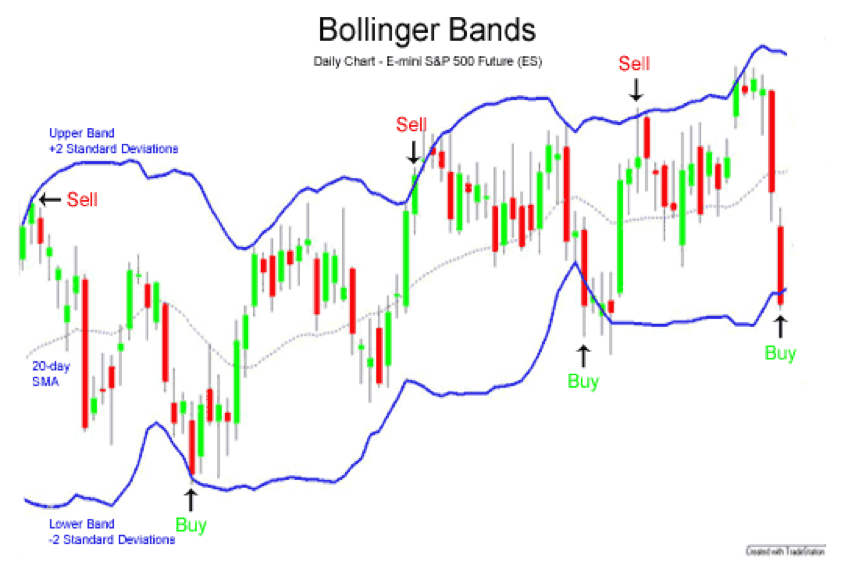 Bollinger Bands
Daily Chart - E-mini S&P 500 Future (ES)
Sell
Sell
Upper Band
+2 Standard Deviations
Sell
20-day
SMA
Buy
Buy
Lower Band
-2 Standard Deviations
Buy
Created with TradeStation